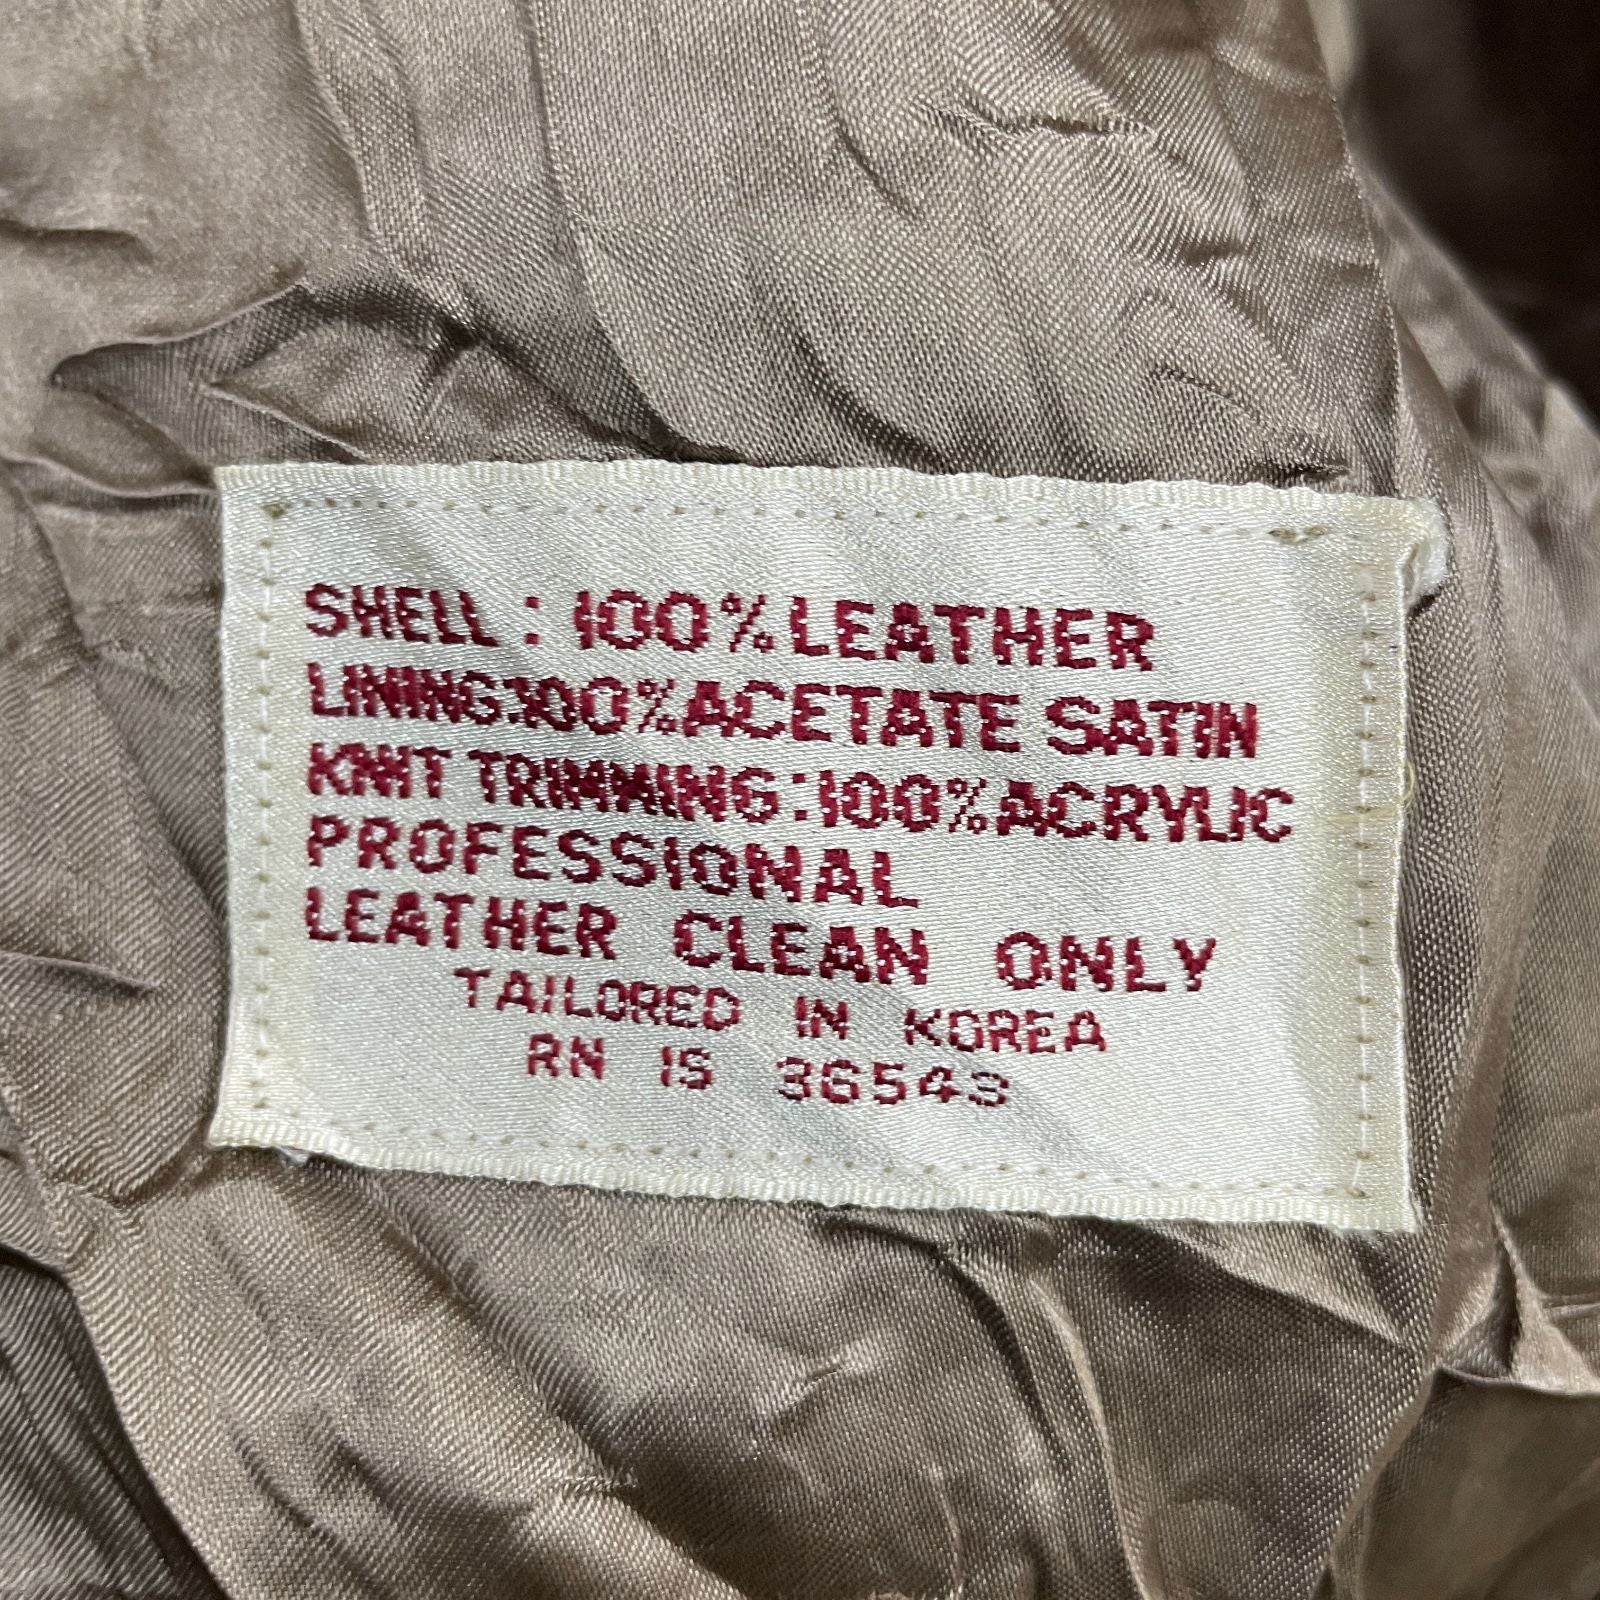 SHELL : 100% LEATHER
LINING:100% ACETATE SATIN
KNIT TRIMMING : 100% ACRYLIC
PROFESSIONAL
LEATHER CLEAN ONLY
TAILORED IN KOREA
RN IS 36543